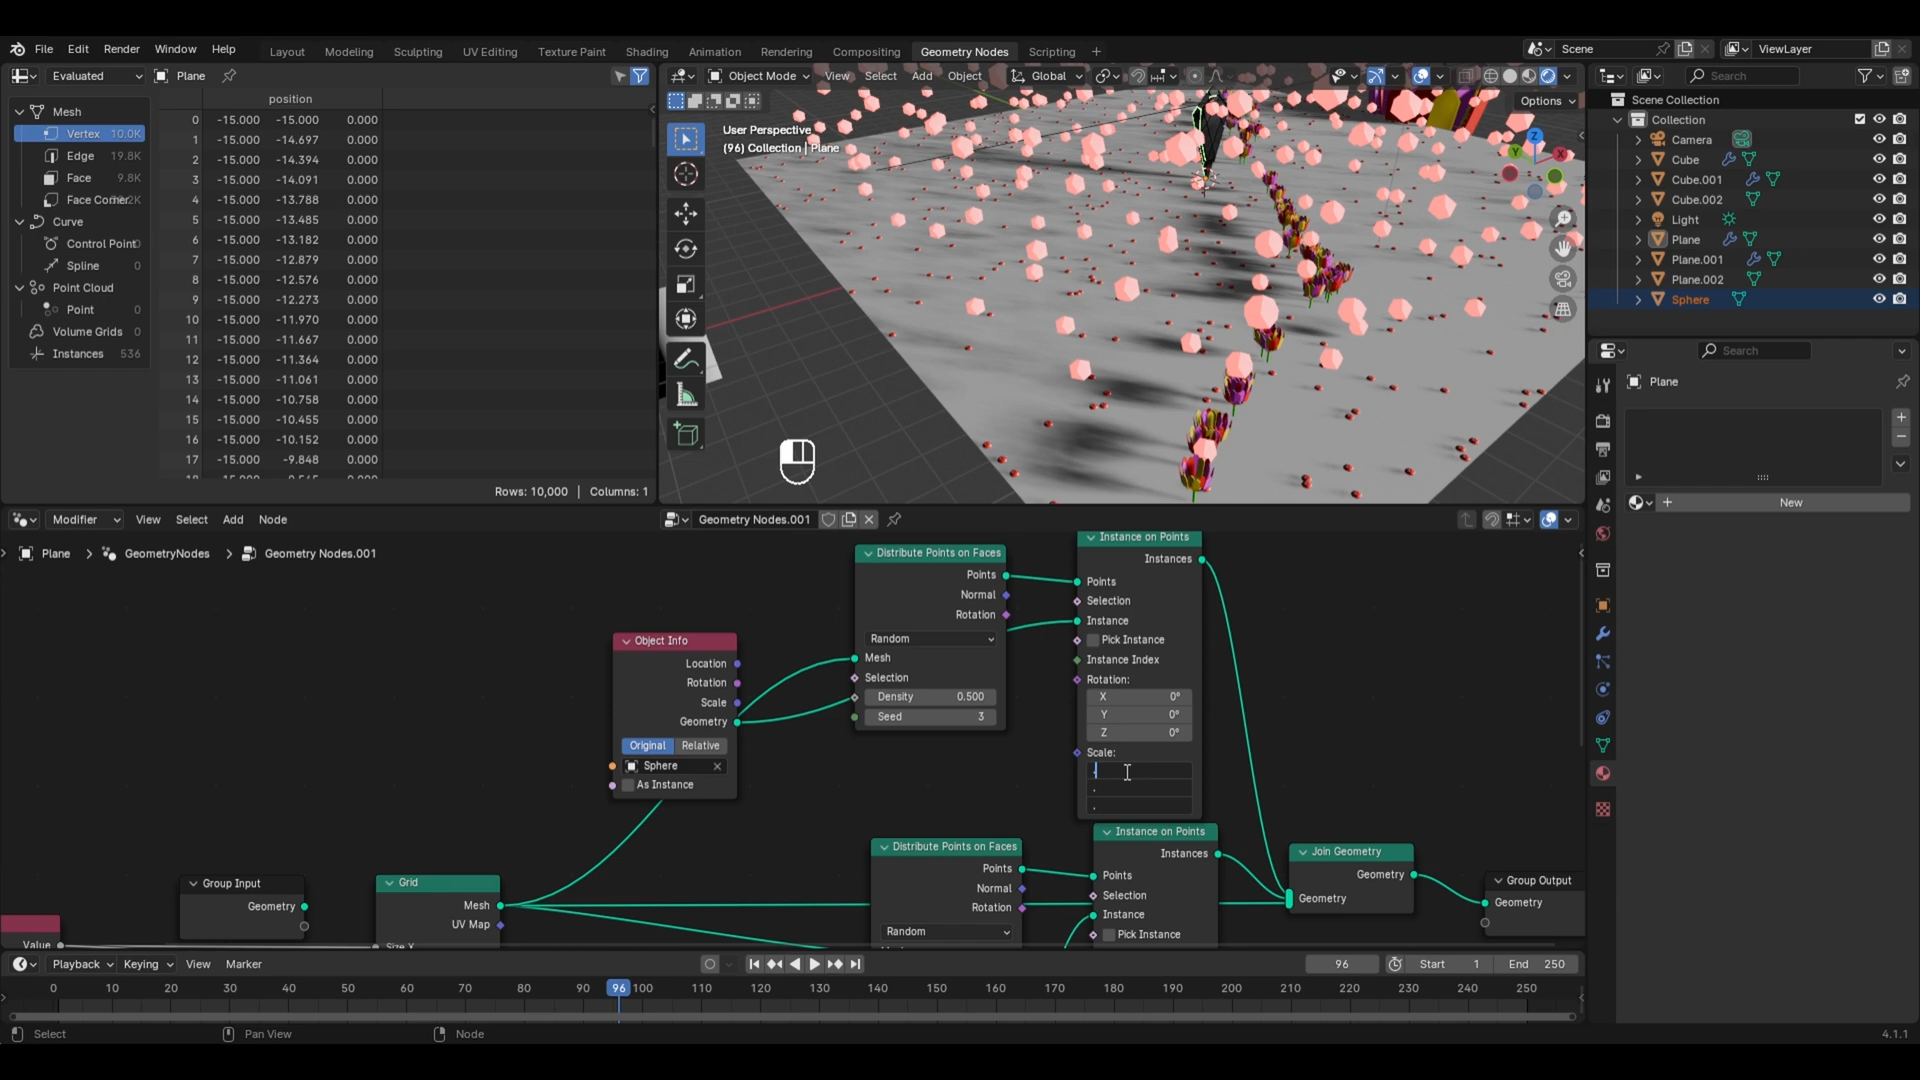 File Edit Render Window Help
Layout Modeling Sculpting UV Editing Texture Paint Shading Animation Rendering Compositing Geometry Nodes Scripting +
Scene
ViewLayer
Evaluated
Plane
Object Mode View Select Add Object
Global
Search
Options
User Perspective
(96) Collection | Plane
Z
Y
X
position
Mesh
Vertex 10.0K
Edge 19.8K
Face 9.8K
Face Corner
Curve
Control Point
Spline 0
Point Cloud
Point 0
Volume Grids 0
Instances 536
0 -15.000 -15.000 0.000
1 -15.000 -14.697 0.000
2 -15.000 -14.394 0.000
3 -15.000 -14.091 0.000
4 -15.000 -13.788 0.000
5 -15.000 -13.485 0.000
6 -15.000 -13.182 0.000
7 -15.000 -12.879 0.000
8 -15.000 -12.576 0.000
9 -15.000 -12.273 0.000
10 -15.000 -11.970 0.000
11 -15.000 -11.667 0.000
12 -15.000 -11.364 0.000
13 -15.000 -11.061 0.000
14 -15.000 -10.758 0.000
15 -15.000 -10.455 0.000
16 -15.000 -10.152 0.000
17 -15.000 -9.848 0.000
Rows: 10,000 | Columns: 1
Scene Collection
Collection
Camera
Cube
Cube.001
Cube.002
Light
Plane
Plane.001
Plane.002
Sphere
Search
Plane
New
Modifier View Select Add Node
Geometry Nodes.001
Plane > GeometryNodes > Geometry Nodes.001
Object Info
Location
Rotation
Scale
Geometry
Original Relative
Sphere
As Instance
Distribute Points on Faces
Points
Normal
Rotation
Random
Mesh
Selection
Density 0.500
Seed 3
Instance on Points
Instances
Points
Selection
Instance
Pick Instance
Instance Index
Rotation:
X 0°
Y 0°
Z 0°
Scale:
.
.
.
Value
Group Input
Geometry
Grid
Mesh
UV Map
Size X
Distribute Points on Faces
Points
Normal
Rotation
Random
Instance on Points
Instances
Points
Selection
Instance
Pick Instance
Join Geometry
Geometry
Geometry
Group Output
Geometry
Playback Keying View Marker
96
Start 1
End 250
0 10 20 30 40 50 60 70 80 90 96 100 110 120 130 140 150 160 170 180 190 200 210 220 230 240 250
Select
Pan View
Node
4.1.1